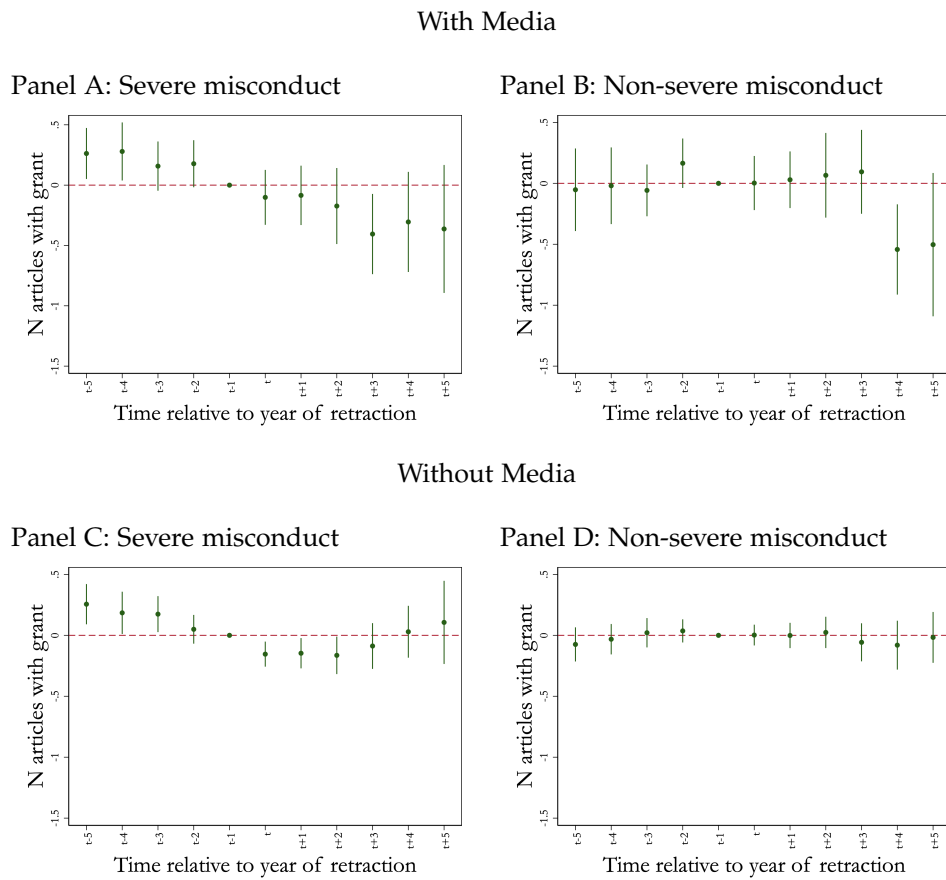 With Media
Panel A: Severe misconduct
N articles with grant
.5
0
-.5
-1
-1.5
t-5
t-4
t-3
t-2
t-1
t
t+1
t+2
t+3
t+4
t+5
Time relative to year of retraction
Panel B: Non-severe misconduct
N articles with grant
.5
0
-.5
-1
-1.5
t-5
t-4
t-3
t-2
t-1
t
t+1
t+2
t+3
t+4
t+5
Time relative to year of retraction
Without Media
Panel C: Severe misconduct
N articles with grant
.5
0
-.5
-1
-1.5
t-5
t-4
t-3
t-2
t-1
t
t+1
t+2
t+3
t+4
t+5
Time relative to year of retraction
Panel D: Non-severe misconduct
N articles with grant
.5
0
-.5
-1
-1.5
t-5
t-4
t-3
t-2
t-1
t
t+1
t+2
t+3
t+4
t+5
Time relative to year of retraction